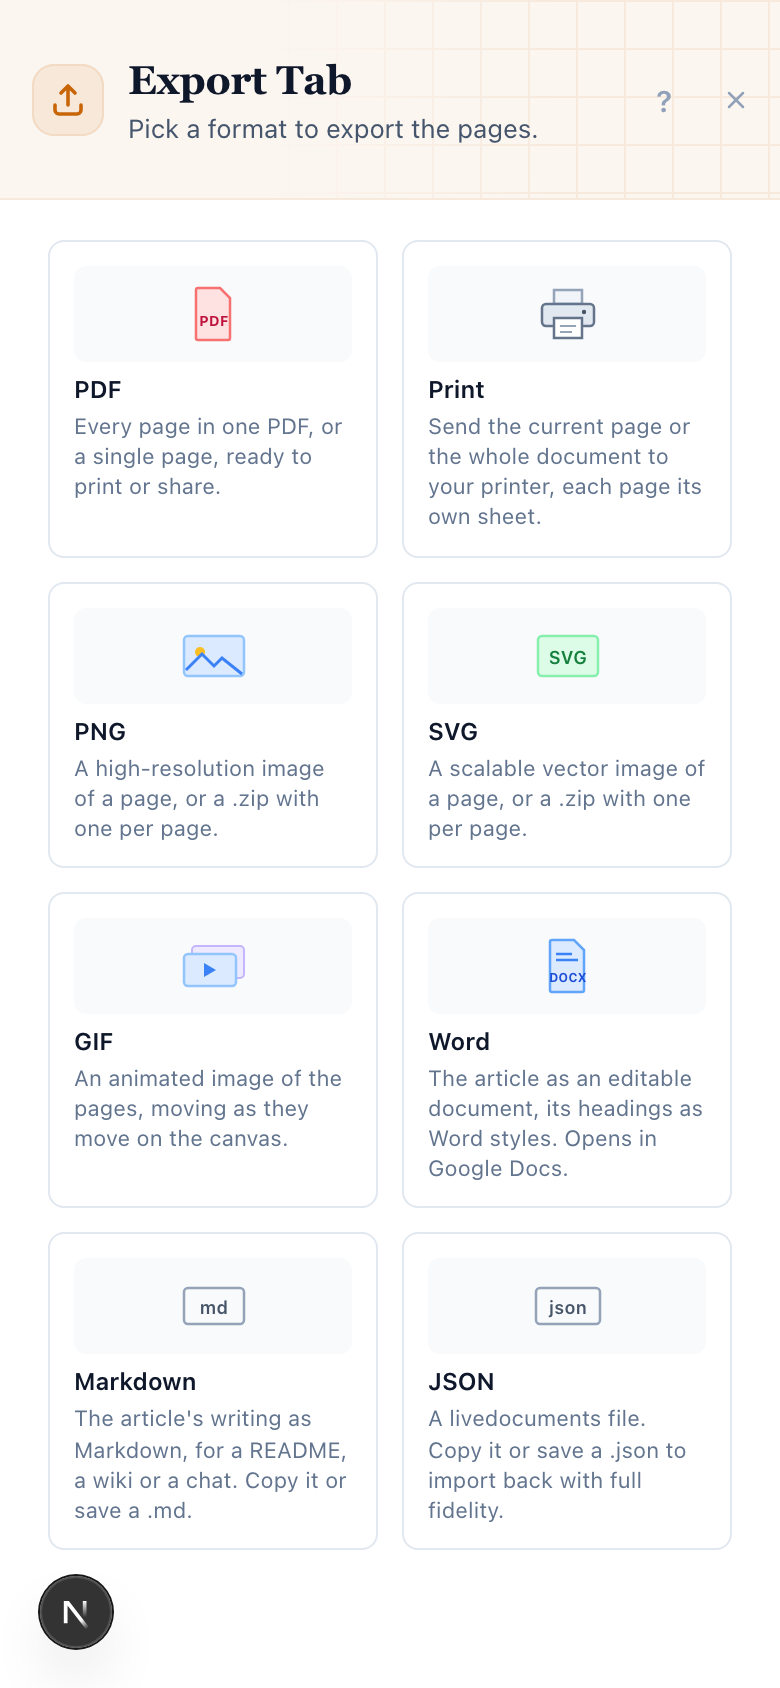 Export Tab
Pick a format to export the pages.
?
PDF
PDF
Every page in one PDF, or
a single page, ready to
print or share.
Print
Send the current page or
the whole document to
your printer, each page its
own sheet.
PNG
A high-resolution image
of a page, or a .zip with
one per page.
SVG
SVG
A scalable vector image of
a page, or a .zip with one
per page.
GIF
An animated image of the
pages, moving as they
move on the canvas.
DOCX
Word
The article as an editable
document, its headings as
Word styles. Opens in
Google Docs.
md
Markdown
The article's writing as
Markdown, for a README,
a wiki or a chat. Copy it or
save a .md.
json
JSON
A livedocuments file.
Copy it or save a .json to
import back with full
fidelity.
N